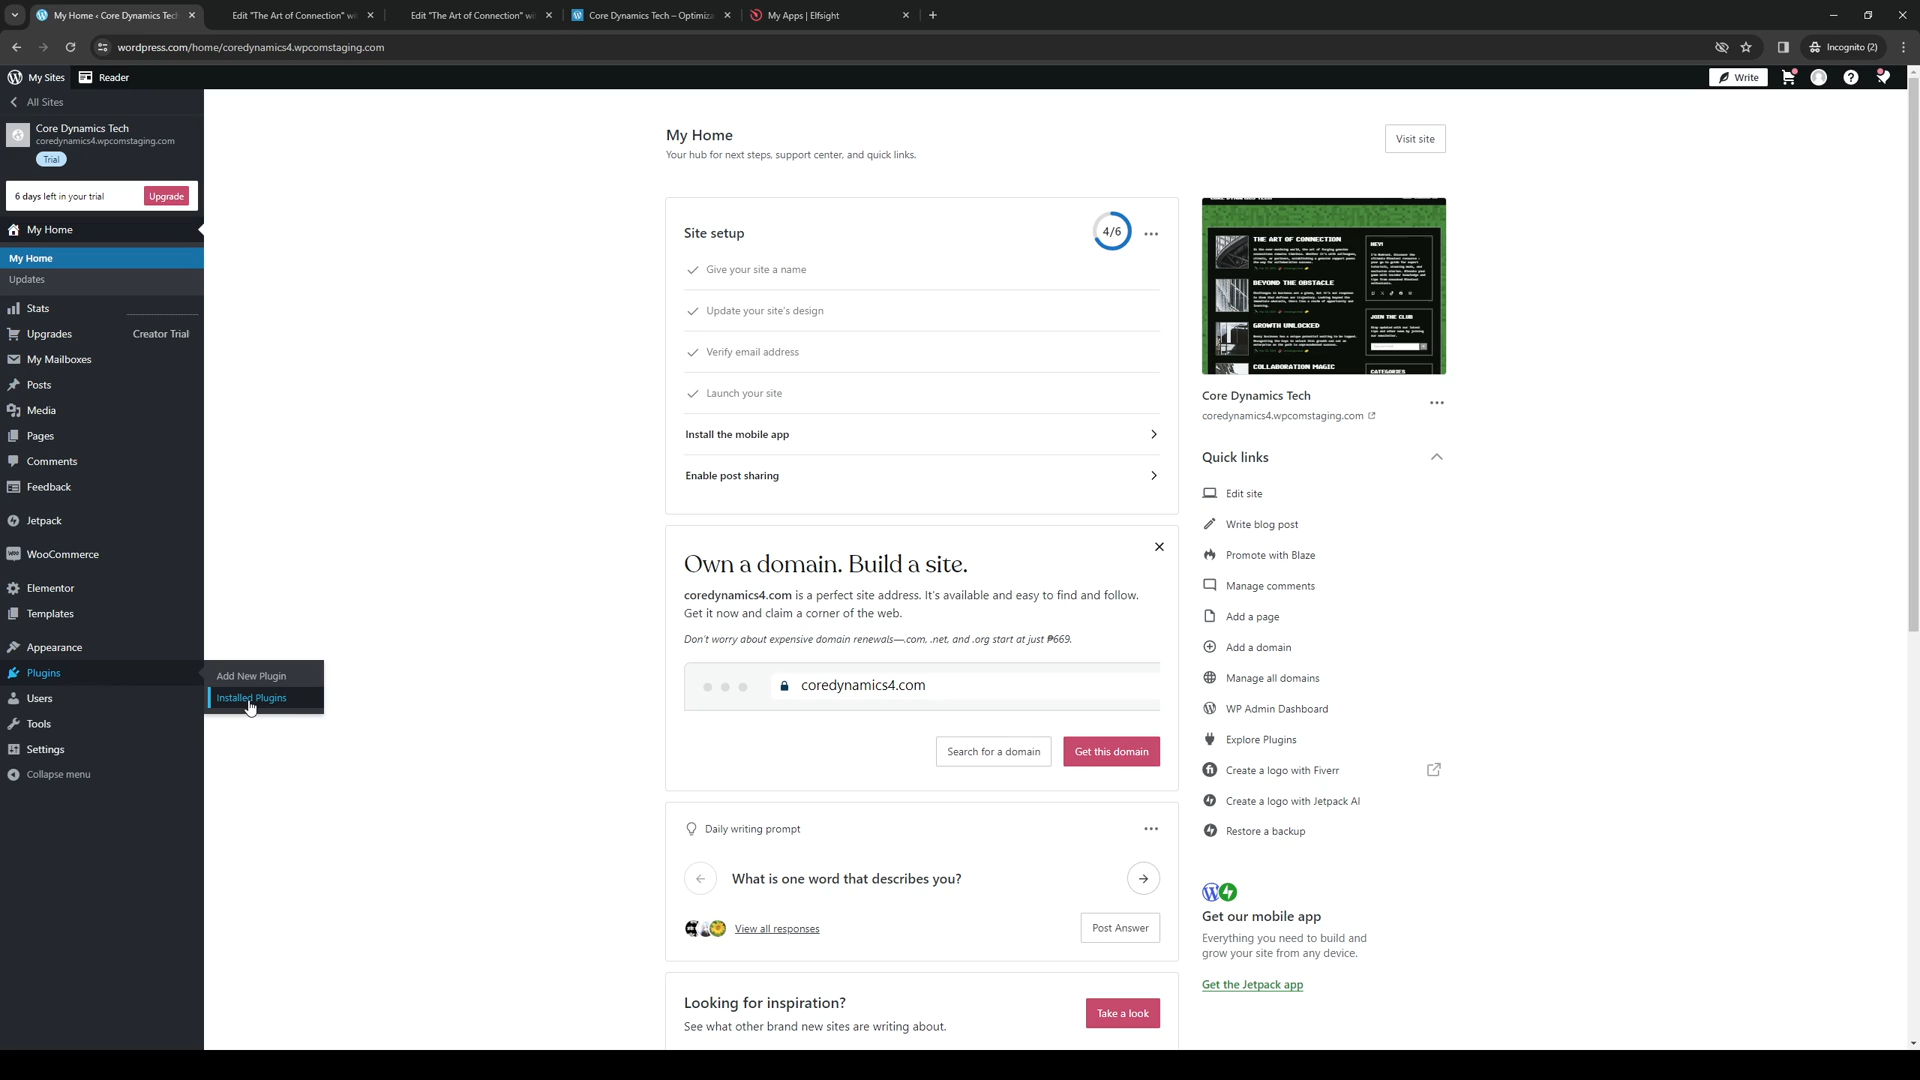 My Home ‹ Core Dynamics Tech
Edit "The Art of Connection" wi
Edit "The Art of Connection" wi
Core Dynamics Tech – Optimiza
My Apps | Elfsight
wordpress.com/home/coredynamics4.wpcomstaging.com
Incognito (2)
My Sites
Reader
Write
All Sites
Core Dynamics Tech
coredynamics4.wpcomstaging.com
Trial
6 days left in your trial
Upgrade
My Home
My Home
Updates
Stats
Upgrades
Creator Trial
My Mailboxes
Posts
Media
Pages
Comments
Feedback
Jetpack
WooCommerce
Elementor
Templates
Appearance
Plugins
Add New Plugin
Installed Plugins
Users
Tools
Settings
Collapse menu
My Home
Your hub for next steps, support center, and quick links.
Visit site
Site setup
4/6
Give your site a name
Update your site's design
Verify email address
Launch your site
Install the mobile app
Enable post sharing
Own a domain. Build a site.
coredynamics4.com is a perfect site address. It's available and easy to find and follow.
Get it now and claim a corner of the web.
Don't worry about expensive domain renewals—.com, .net, and .org start at just ₱669.
coredynamics4.com
Search for a domain
Get this domain
Daily writing prompt
What is one word that describes you?
View all responses
Post Answer
Looking for inspiration?
See what other brand new sites are writing about.
Take a look
THE ART OF CONNECTION
BEYOND THE OBSTACLE
GROWTH UNLOCKED
COLLABORATION MAGIC
HEY!
JOIN THE CLUB
CATEGORIES
Core Dynamics Tech
coredynamics4.wpcomstaging.com
Quick links
Edit site
Write blog post
Promote with Blaze
Manage comments
Add a page
Add a domain
Manage all domains
WP Admin Dashboard
Explore Plugins
Create a logo with Fiverr
Create a logo with Jetpack AI
Restore a backup
Get our mobile app
Everything you need to build and
grow your site from any device.
Get the Jetpack app